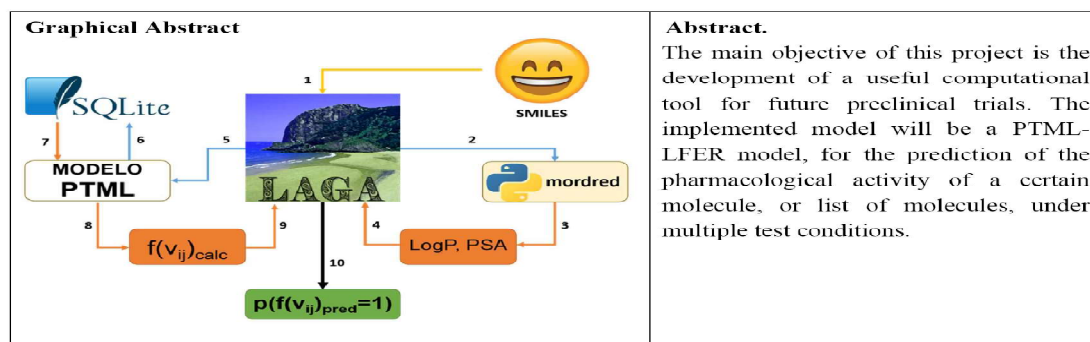 Graphical Abstract
1
SQLite
SMILES
7
6
5
2
MODELO
PTML
LAGA
mordred
8
9
4
3
f(vij)calc
LogP, PSA
10
p(f(vij)pred=1)
Abstract.
The main objective of this project is the
development of a useful computational
tool for future preclinical trials. The
implemented model will be a PTML-
LFER model, for the prediction of the
pharmacological activity of a certain
molecule, or list of molecules, under
multiple test conditions.